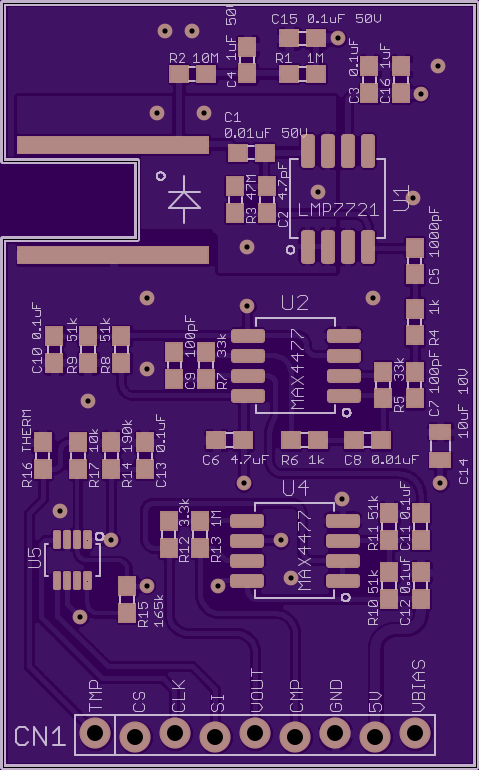 C15 0.1uF 50V
C4 1uF 50V
R2 10M
R1 1M
C3 0.1uF
C16 1uF
C1
0.01uF 50V
R3 47M
C2 4.7pF
LMP7721
U1
C5 1000pF
R4 1k
U2
MAX4477
C10 0.1uF
R9 51k
R8 51k
C9 100pF
R7 33k
R5 33k
C7 100pF
C14 10uF 10V
R16 THERM
R17 10k
R14 190k
C13 0.1uF
C6 4.7uF
R6 1k
C8 0.01uF
U4
MAX4477
R12 3.3k
R13 1M
R11 51k
C11 0.1uF
U5
R15
165k
R10 51k
C12 0.1uF
TMP
CS
CLK
SI
VOUT
CMP
GND
5V
VBIAS
CN1